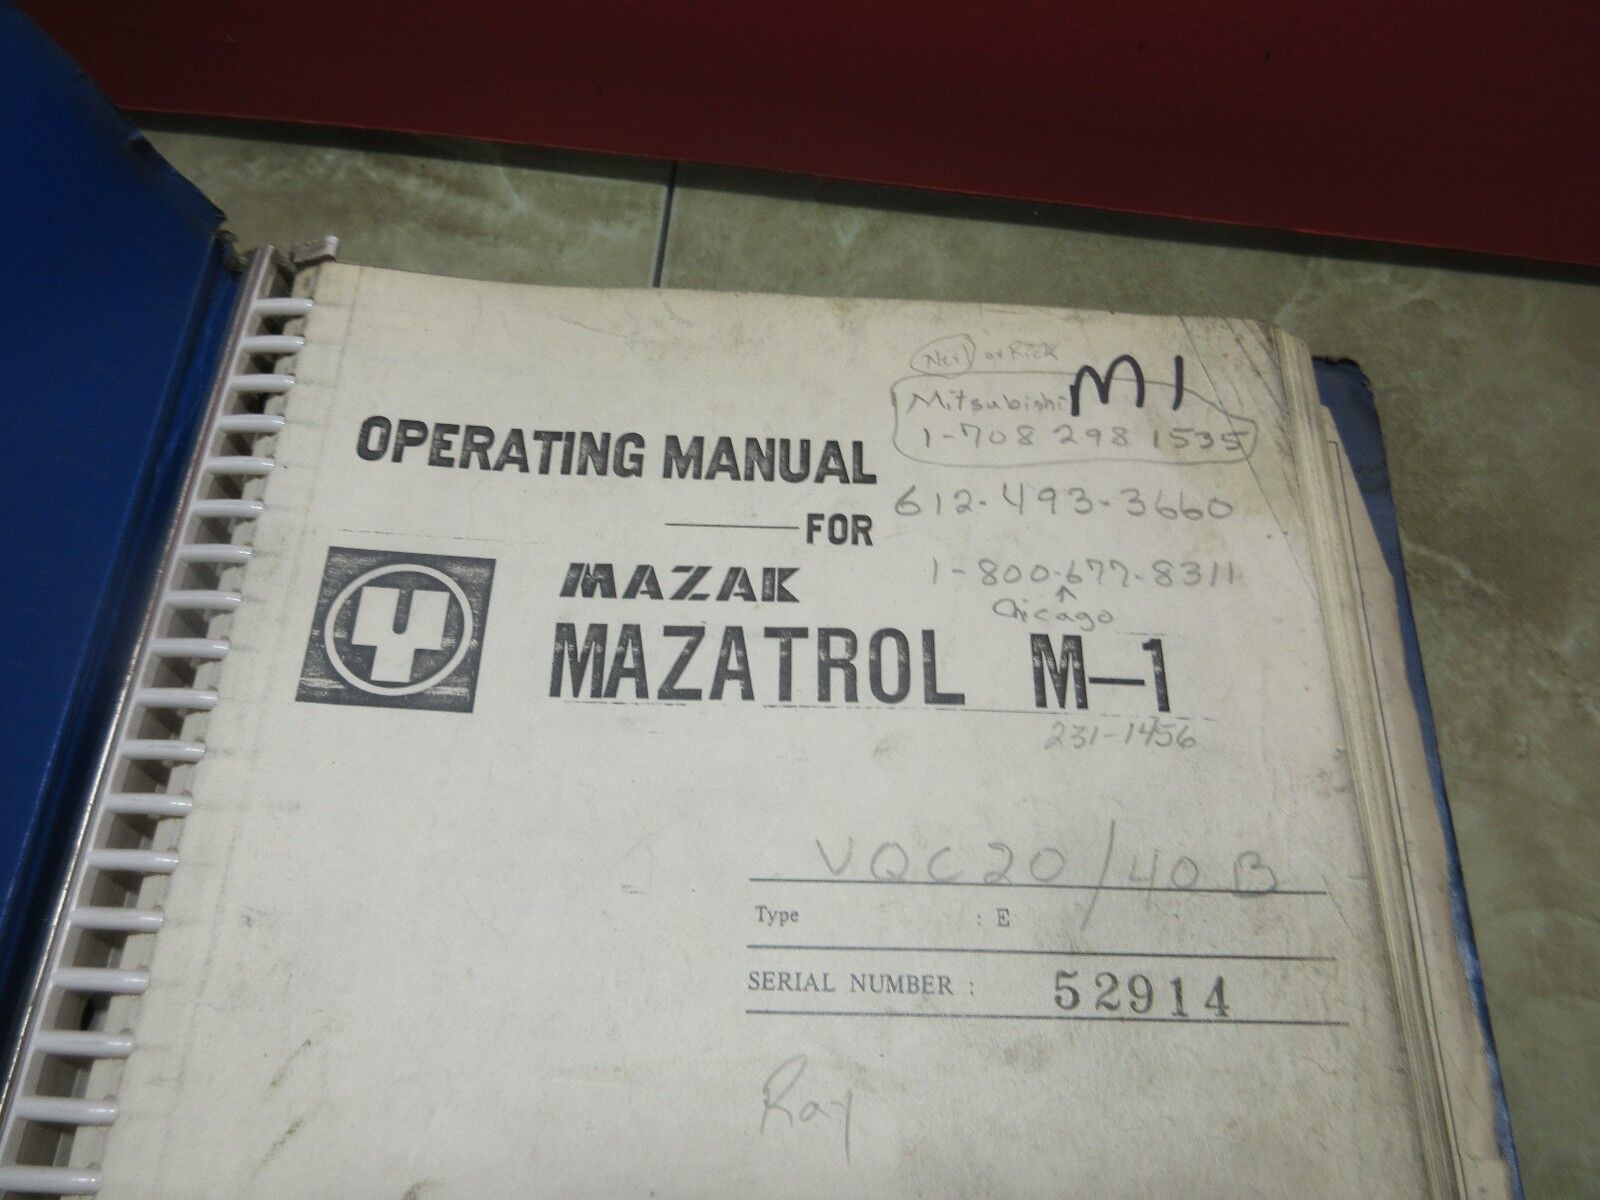 Neil or Rick
M1
Mitsubishi
1-708 298 1535
OPERATING MANUAL
612-493-3660
FOR
1-800-677-8311
Chicago
MAZAK
MAZATROL M-1
231-1456
VQC20/40B
Type : E
SERIAL NUMBER : 52914
Ray